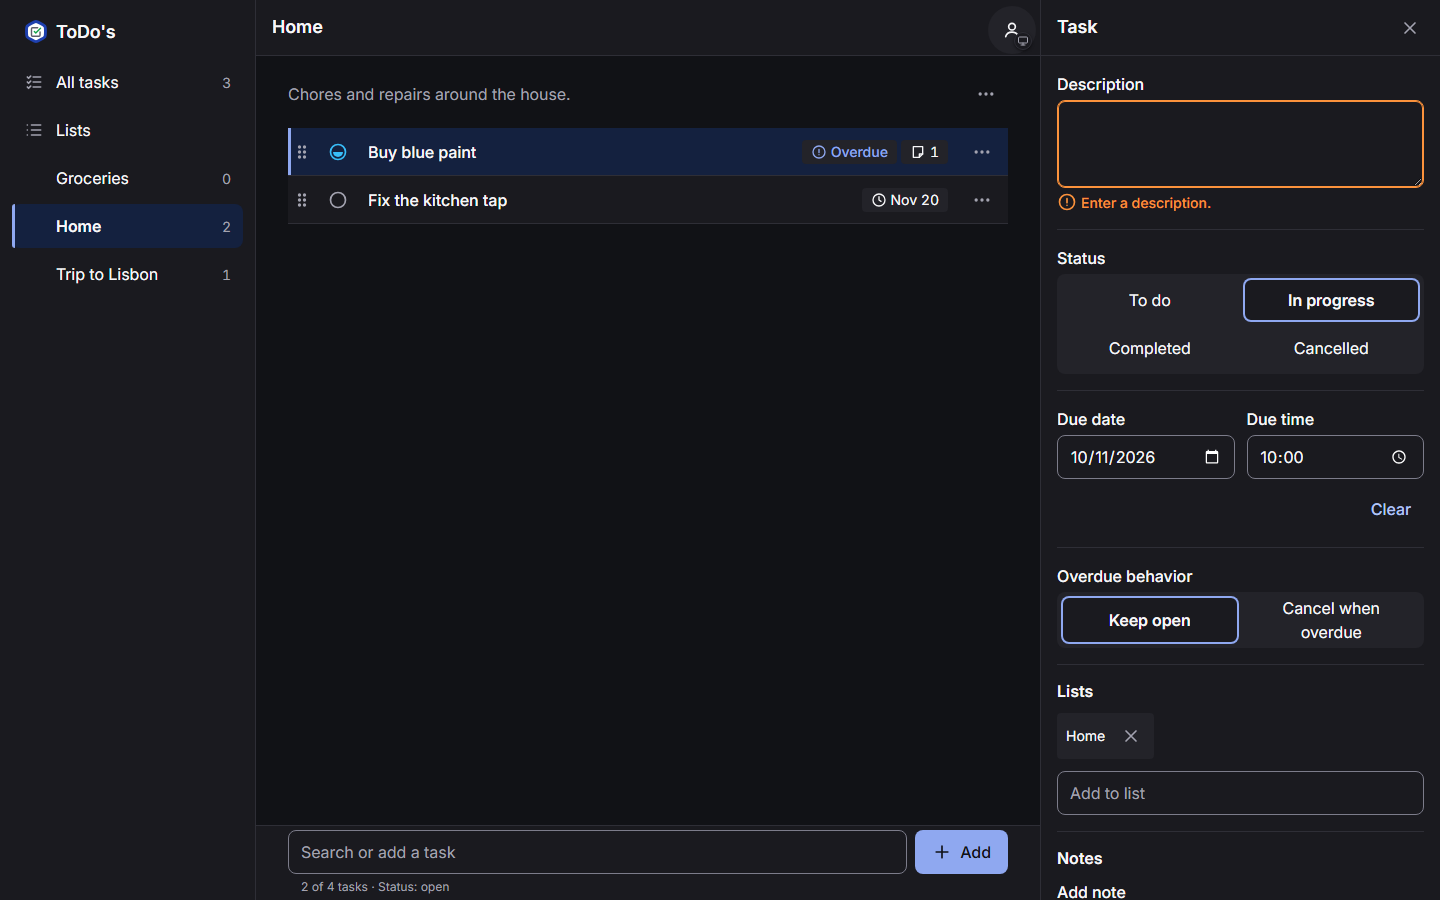 ToDo's
All tasks 3
Lists
Groceries 0
Home 2
Trip to Lisbon 1
Home
Chores and repairs around the house.
Buy blue paint Overdue 1
Fix the kitchen tap Nov 20
Search or add a task
Add
2 of 4 tasks · Status: open
Task
Description
Enter a description.
Status
To do In progress
Completed Cancelled
Due date Due time
10/11/2026 10:00
Clear
Overdue behavior
Keep open Cancel when
overdue
Lists
Home
Add to list
Notes
Add note